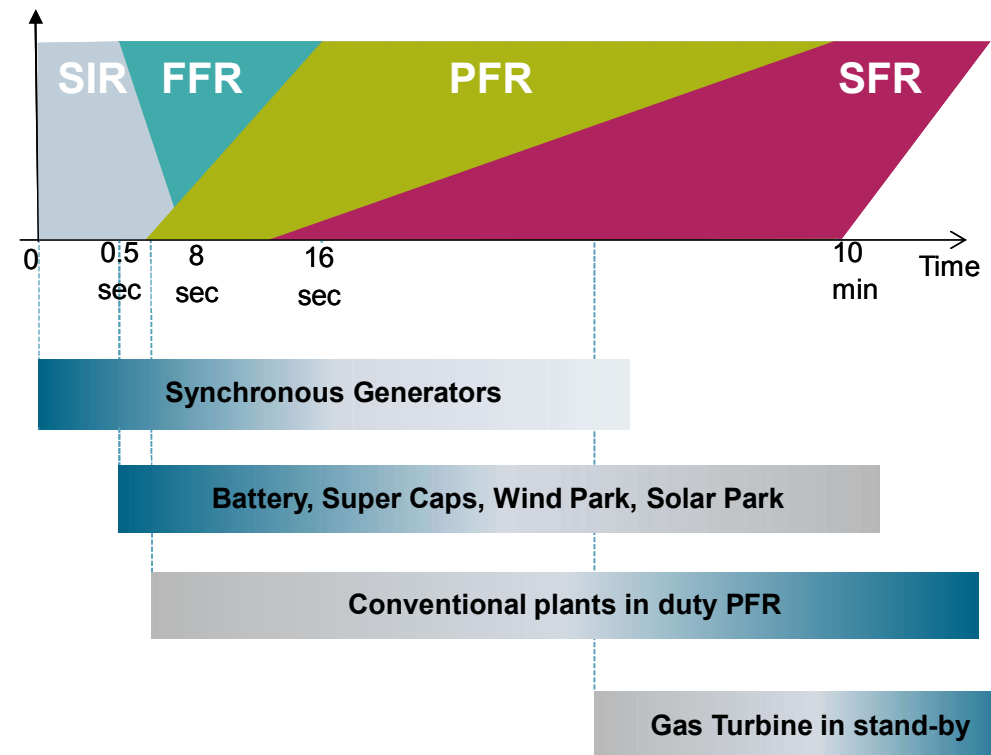 SIR FFR PFR SFR
0 0.5 8 16 10 Time
sec sec sec min
Synchronous Generators
Battery, Super Caps, Wind Park, Solar Park
Conventional plants in duty PFR
Gas Turbine in stand-by